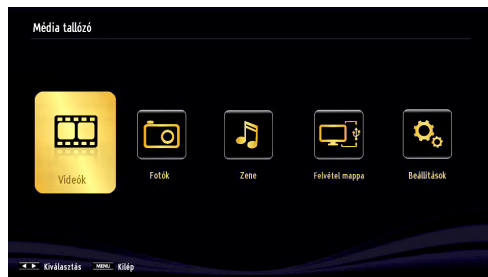 Média tallózó
Videók Fotók Zene Felvétel mappa Beállítások
Kiválasztás MENU Kilép